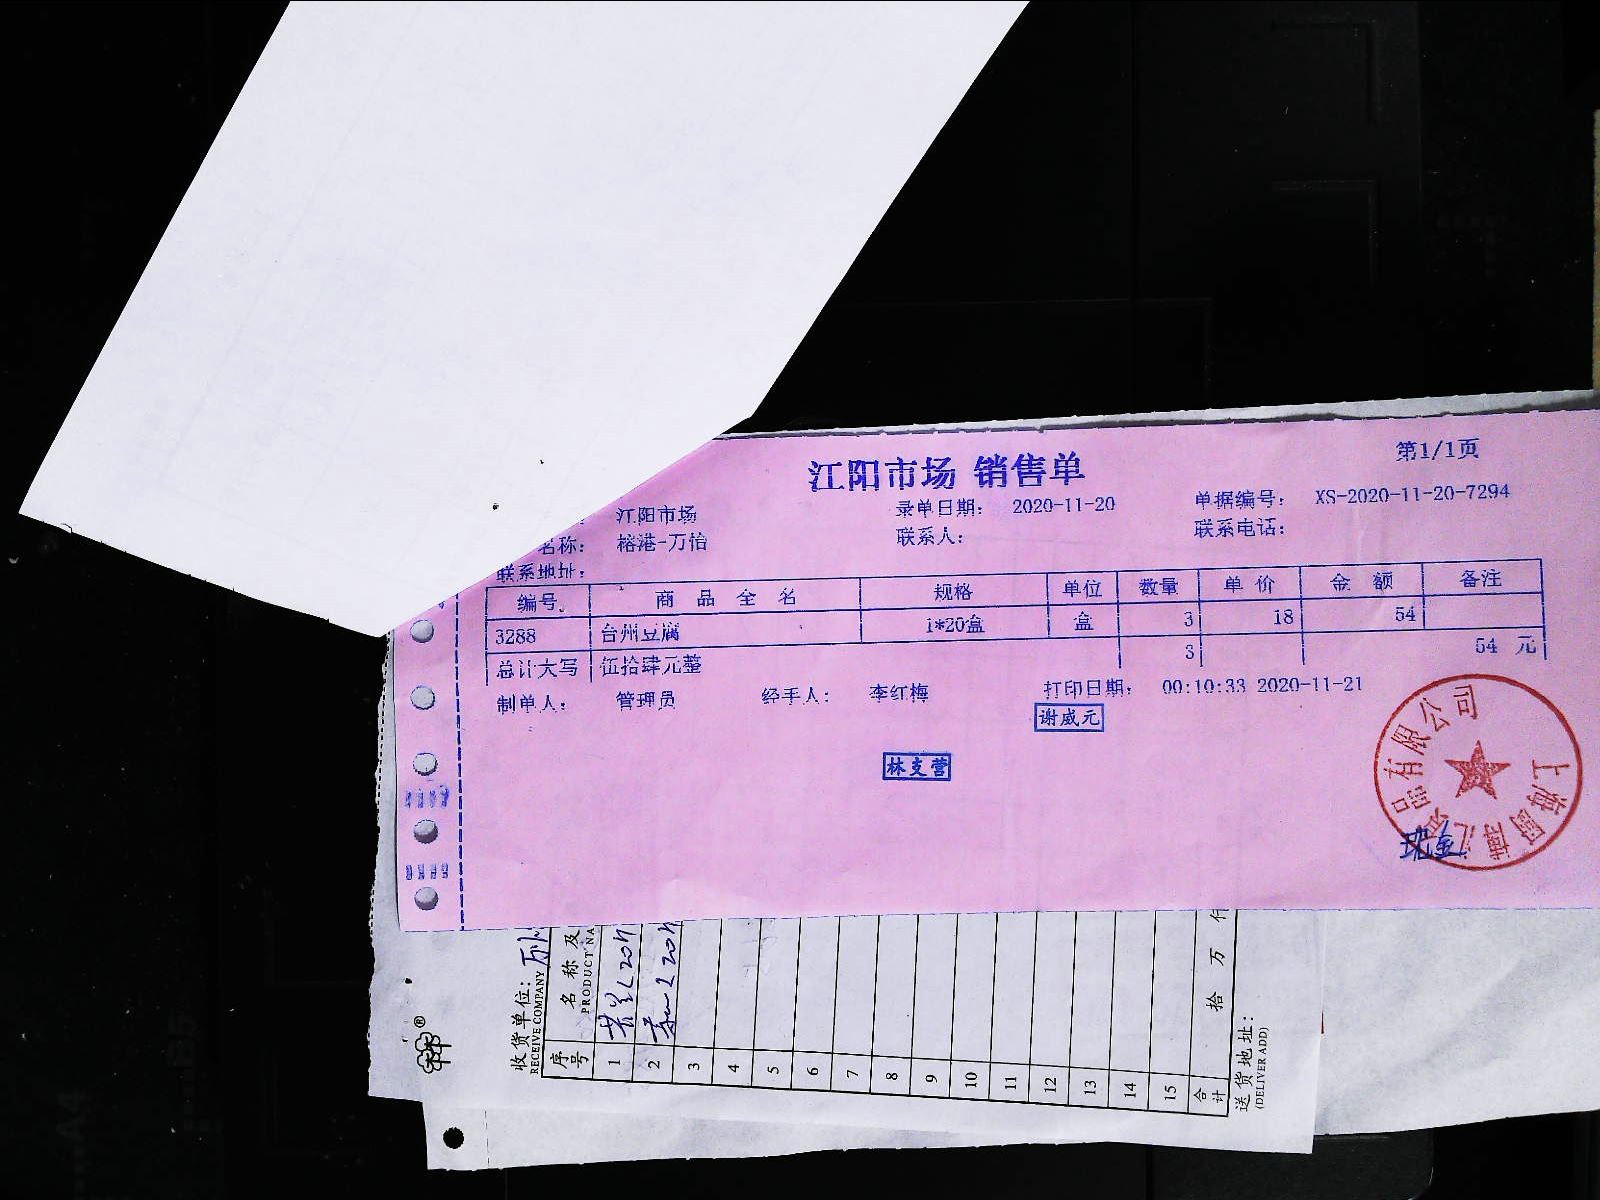 江阳市场 销售单
第1/1页
江阳市场 录单日期： 2020-11-20 单据编号： XS-2020-11-20-7294
名称： 榕港-万怡 联系人： 联系电话：
联系地址：
编号 商品全名 规格 单位 数量 单价 金额 备注
3288 台州豆腐 1*20盒 盒 3 18 54
总计大写 伍拾肆元整 3 54 元
制单人： 管理员 经手人： 李红梅 打印日期： 00:10:33 2020-11-21
谢威元
林支营
现金
收货单位：
RECEIVE COMPANY
序号 名称及
PRODUCT NA
1
2
3
4
5
6
7
8
9
10
11
12
13
14
15
合计 拾 万 仟
送货地址：
(DELIVER ADD)